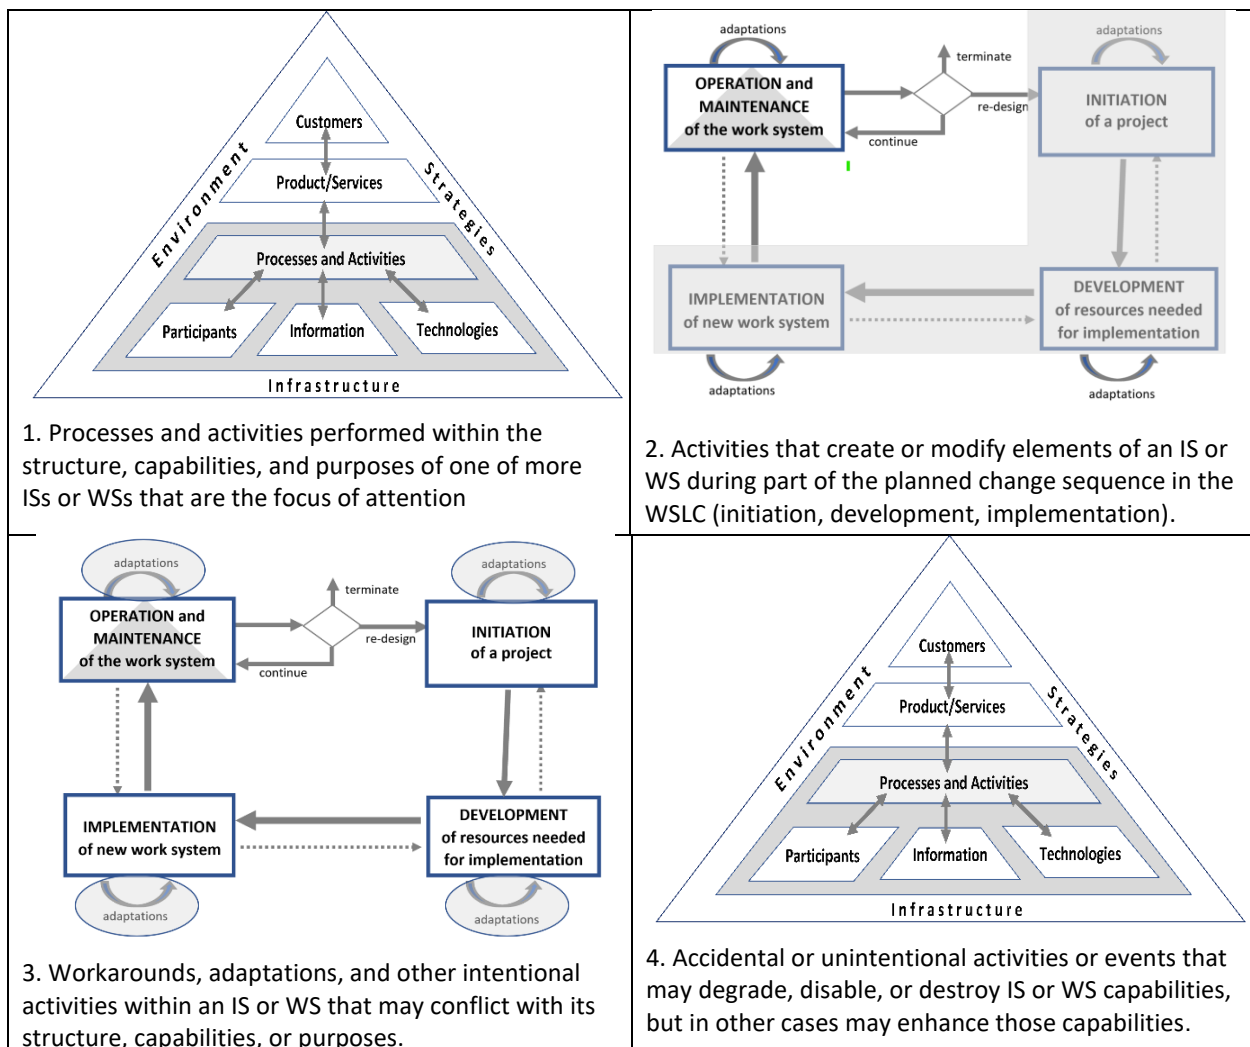 Customers
Product/Services
Processes and Activities
Participants
Information
Technologies
Environment
Strategies
Infrastructure
1. Processes and activities performed within the
structure, capabilities, and purposes of one of more
ISs or WSs that are the focus of attention
adaptations
OPERATION and
MAINTENANCE
of the work system
terminate
re-design
continue
adaptations
INITIATION
of a project
IMPLEMENTATION
of new work system
adaptations
DEVELOPMENT
of resources needed
for implementation
adaptations
2. Activities that create or modify elements of an IS or
WS during part of the planned change sequence in the
WSLC (initiation, development, implementation).
adaptations
OPERATION and
MAINTENANCE
of the work system
terminate
re-design
continue
adaptations
INITIATION
of a project
IMPLEMENTATION
of new work system
adaptations
DEVELOPMENT
of resources needed
for implementation
adaptations
3. Workarounds, adaptations, and other intentional
activities within an IS or WS that may conflict with its
structure, capabilities, or purposes.
Customers
Product/Services
Processes and Activities
Participants
Information
Technologies
Environment
Strategies
Infrastructure
4. Accidental or unintentional activities or events that
may degrade, disable, or destroy IS or WS capabilities,
but in other cases may enhance those capabilities.